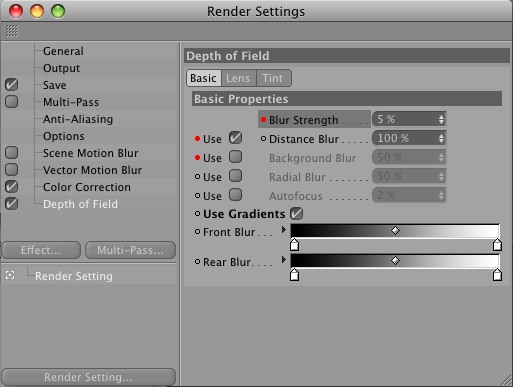 Render Settings
General
Output
Save
Multi-Pass
Anti-Aliasing
Options
Scene Motion Blur
Vector Motion Blur
Color Correction
Depth of Field
Effect...
Multi-Pass...
Render Setting
Render Setting...
Depth of Field
Basic Lens Tint
Basic Properties
Blur Strength ..... 5 %
Use Distance Blur .... 100 %
Use Background Blur 50 %
Use Radial Blur ...... 50 %
Use Autofocus ....... 2 %
Use Gradients
Front Blur ...
Rear Blur....